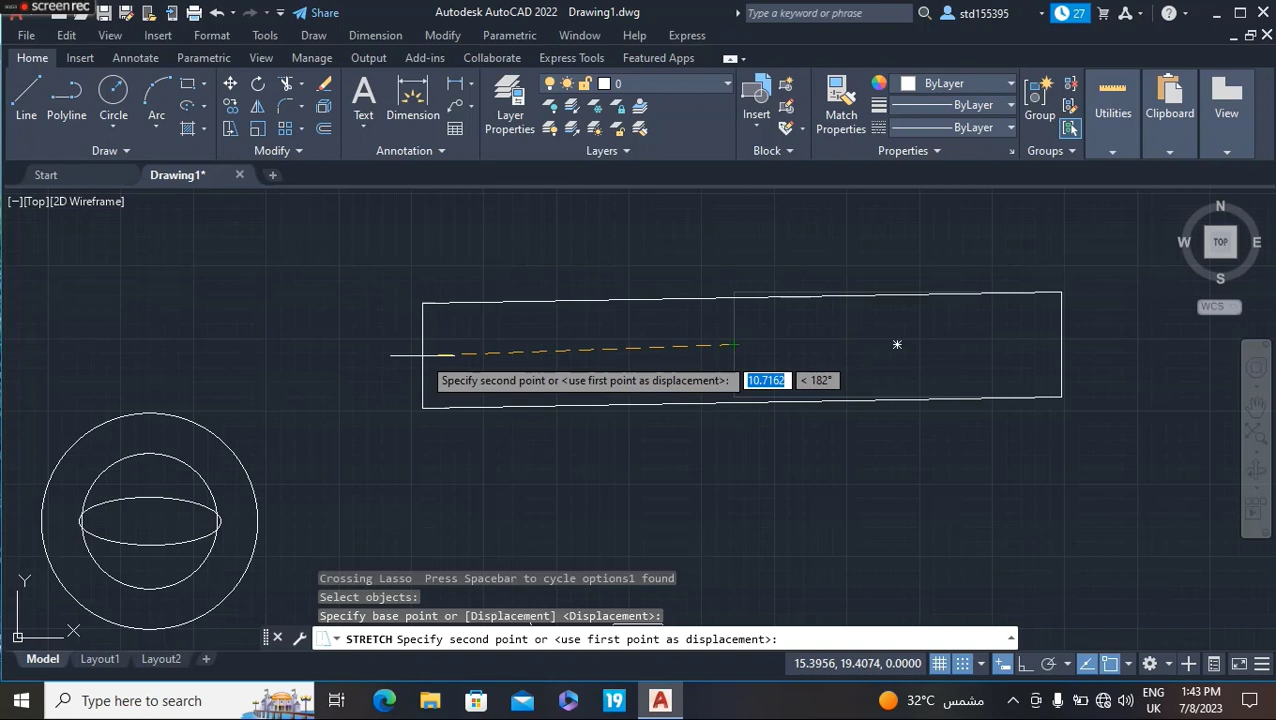 screen rec
Share
Autodesk AutoCAD 2022 Drawing1.dwg
Type a keyword or phrase
std155395
27
File Edit View Insert Format Tools Draw Dimension Modify Parametric Window Help Express
Home Insert Annotate Parametric View Manage Output Add-ins Collaborate Express Tools Featured Apps
0
ByLayer
Line Polyline Circle Arc
Text Dimension
Layer Properties
Insert
Match Properties
ByLayer
ByLayer
Group
Utilities Clipboard View
Draw
Modify
Annotation
Layers
Block
Properties
Groups
Start
Drawing1*
[−][Top][2D Wireframe]
N
W TOP E
S
WCS
Specify second point or <use first point as displacement>: 10.7162 < 182°
Y
X
Crossing Lasso Press Spacebar to cycle options1 found
Select objects:
Specify base point or [Displacement] <Displacement>:
STRETCH Specify second point or <use first point as displacement>:
Model Layout1 Layout2
15.3956, 19.4074, 0.0000
Type here to search
19
A
32°C مشمس
ENG
UK
1:43 PM
7/8/2023